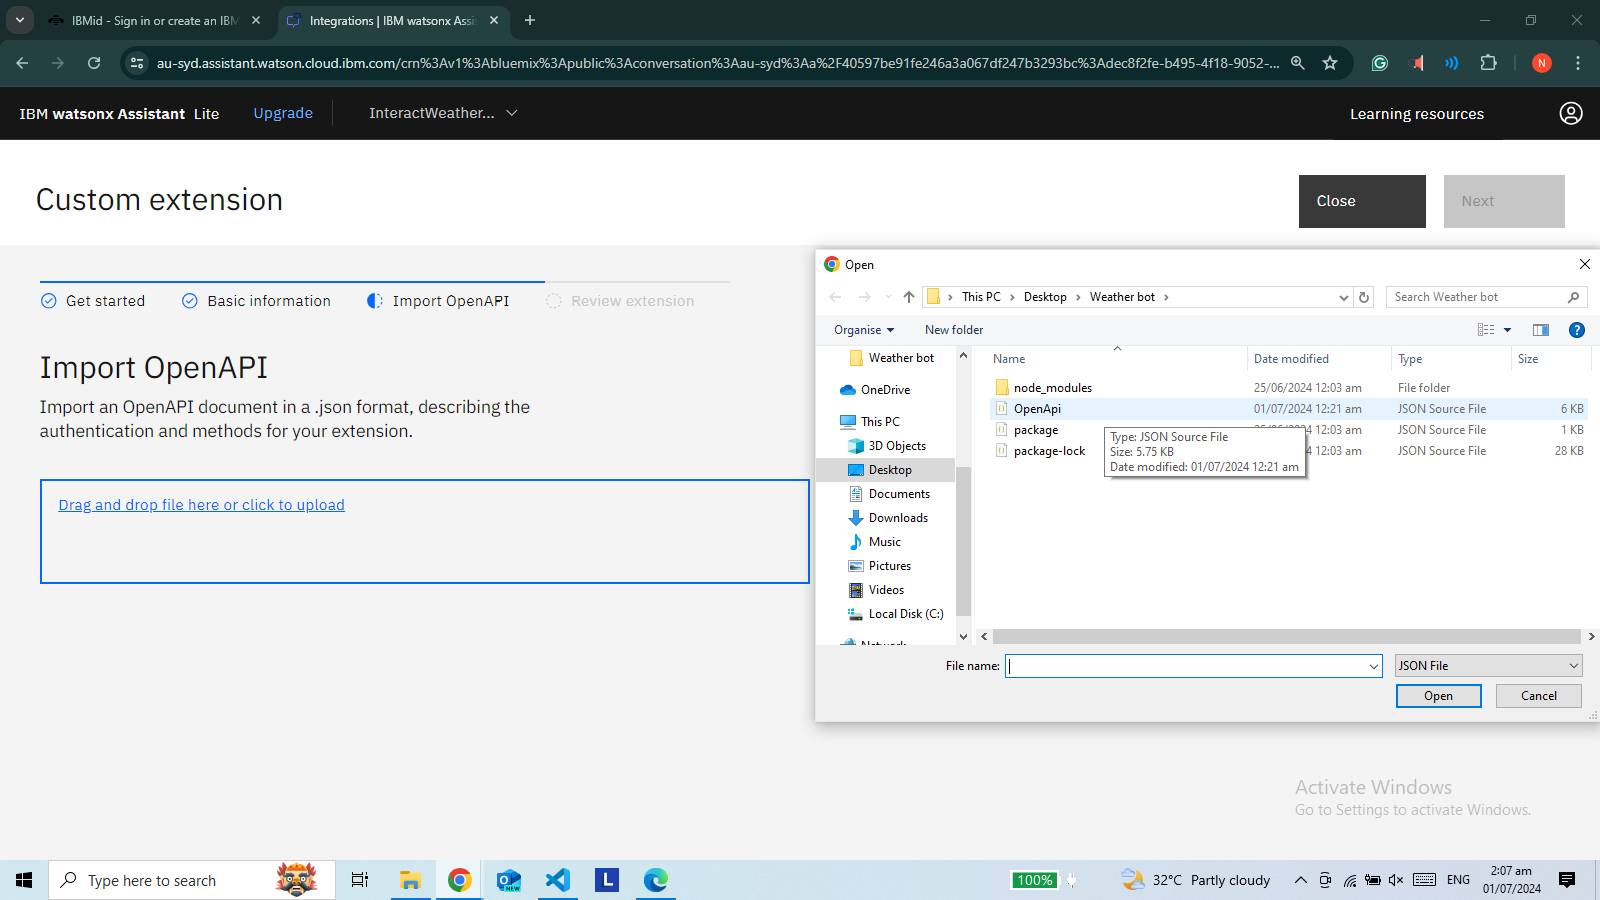 IBMid - Sign in or create an IBM
Integrations | IBM watsonx Assis
au-syd.assistant.watson.cloud.ibm.com/crn%3Av1%3Abluemix%3Apublic%3Aconversation%3Aau-syd%3Aa%2F40597be91fe246a3a067df247b3293bc%3Adec8f2fe-b495-4f18-9052-...
N
IBM watsonx Assistant Lite
Upgrade
InteractWeather...
Learning resources
Custom extension
Close
Next
Get started
Basic information
Import OpenAPI
Review extension
Import OpenAPI
Import an OpenAPI document in a .json format, describing the
authentication and methods for your extension.
Drag and drop file here or click to upload
Open
This PC
Desktop
Weather bot
Search Weather bot
Organise
New folder
Weather bot
OneDrive
This PC
3D Objects
Desktop
Documents
Downloads
Music
Pictures
Videos
Local Disk (C:)
Network
Name Date modified Type Size
node_modules 25/06/2024 12:03 am File folder
OpenApi 01/07/2024 12:21 am JSON Source File 6 KB
package 12:03 am JSON Source File 1 KB
package-lock 12:03 am JSON Source File 28 KB
Type: JSON Source File
Size: 5.75 KB
Date modified: 01/07/2024 12:21 am
File name:
JSON File
Open
Cancel
Activate Windows
Go to Settings to activate Windows.
Type here to search
NEW
L
100%
32°C Partly cloudy
ENG
2:07 am
01/07/2024